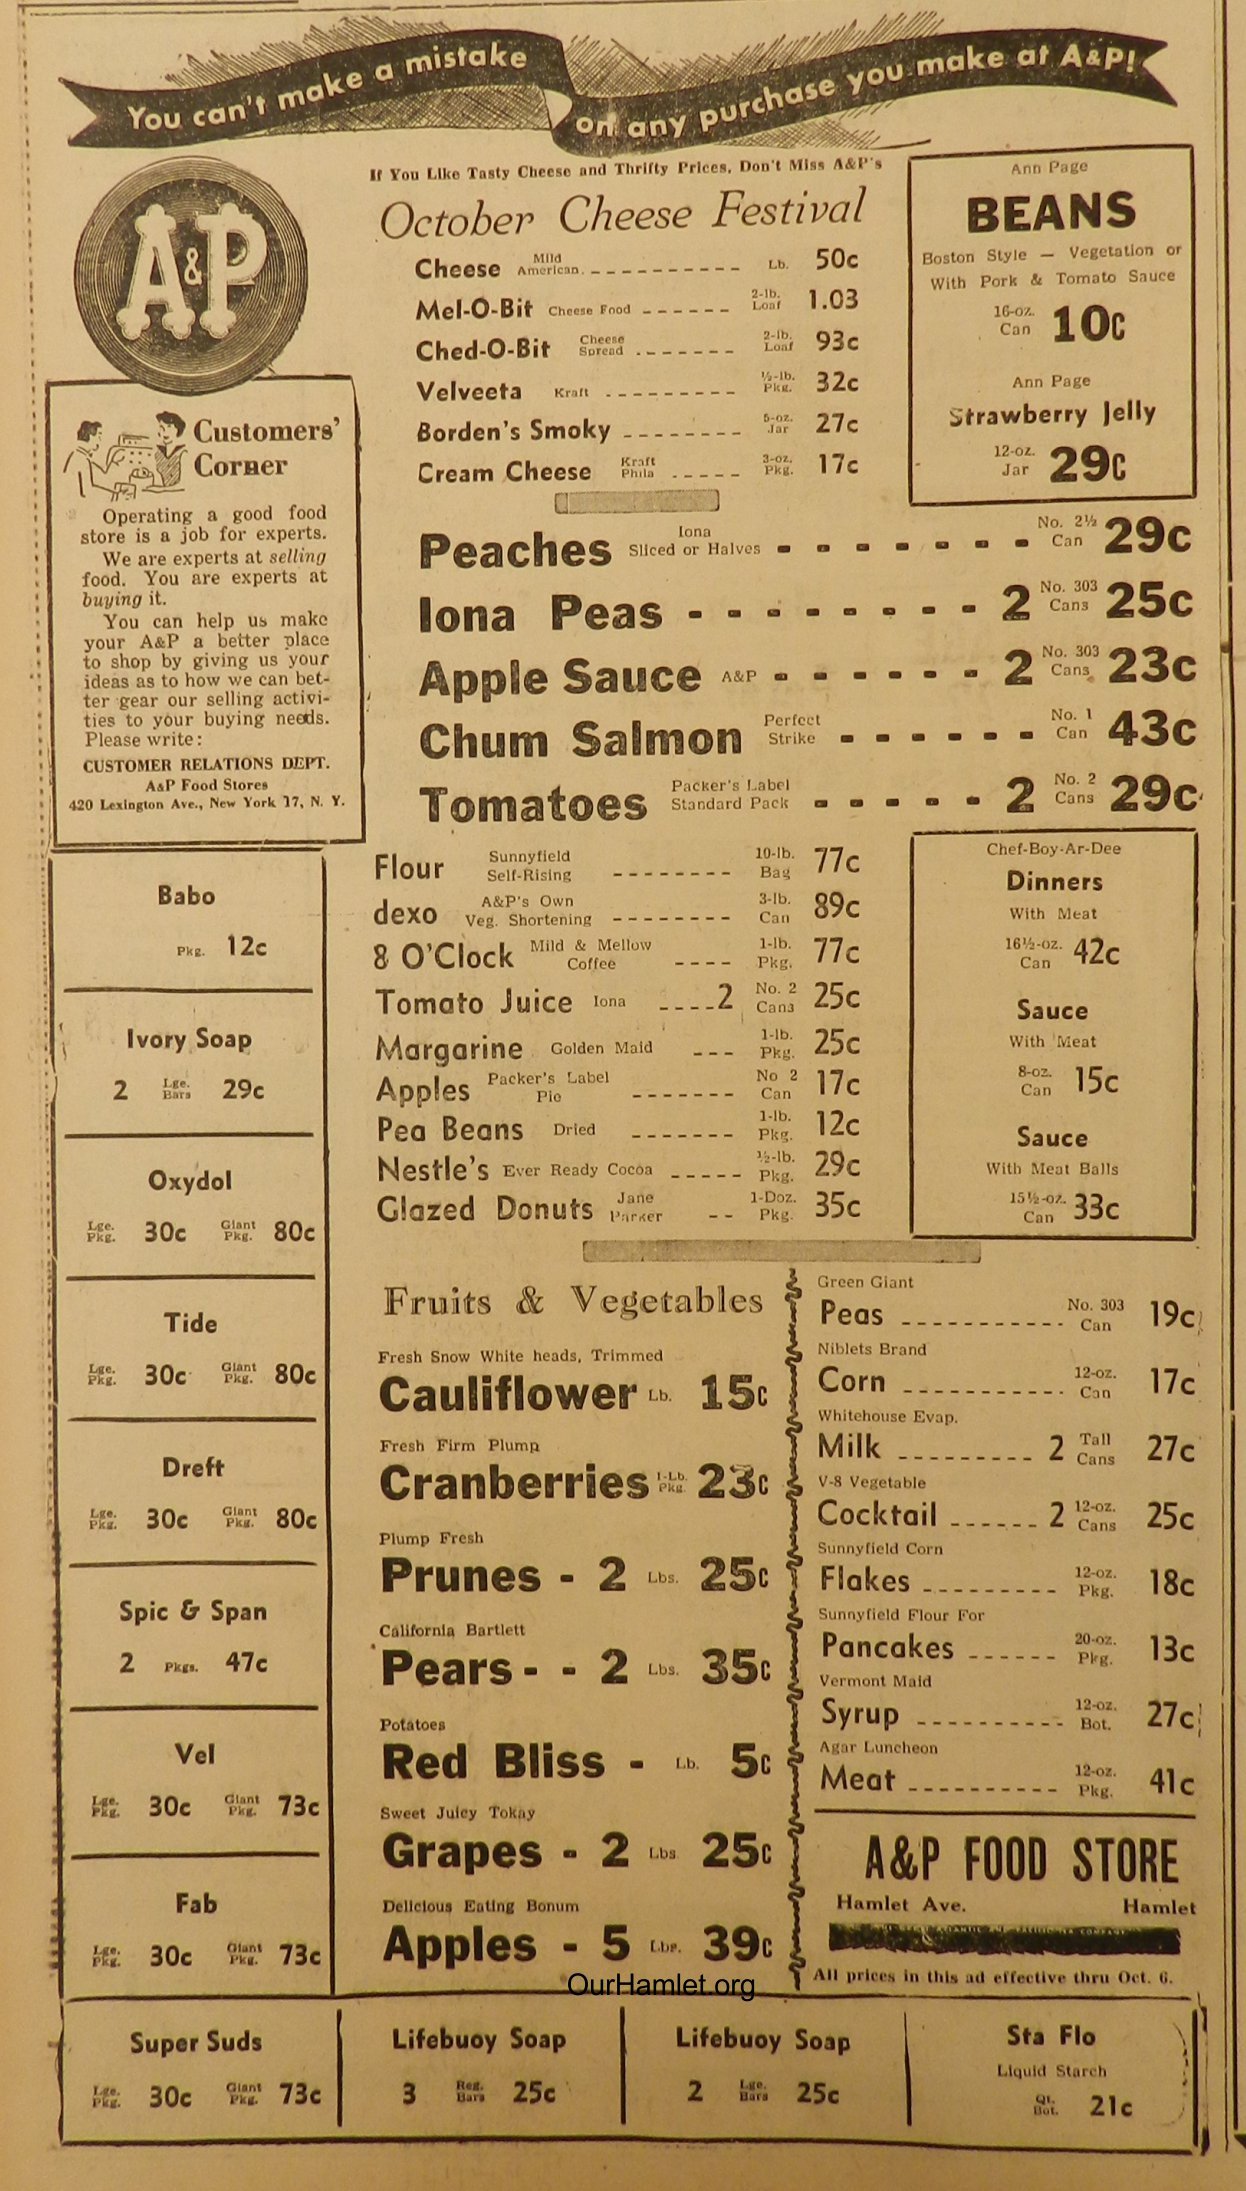 You can't make a mistake
on any purchase you make at A&P!
A&P
Customers'
Corner
Operating a good food
store is a job for experts.
We are experts at selling
food. You are experts at
buying it.
You can help us make
your A&P a better place
to shop by giving us your
ideas as to how we can bet-
ter gear our selling activi-
ties to your buying needs.
Please write:
CUSTOMER RELATIONS DEPT.
A&P Food Stores
420 Lexington Ave., New York 17, N. Y.
If You Like Tasty Cheese and Thrifty Prices, Don't Miss A&P's
October Cheese Festival
Cheese Mild American Lb. 50c
Mel-O-Bit Cheese Food 2-lb. Loaf 1.03
Ched-O-Bit Cheese Spread 2-lb. Loaf 93c
Velveeta Kraft ½-lb. Pkg. 32c
Borden's Smoky 5-oz. Jar 27c
Cream Cheese Kraft Phila 3-oz. Pkg. 17c
Ann Page
BEANS
Boston Style — Vegetation or
With Pork & Tomato Sauce
16-oz. Can 10c
Ann Page
Strawberry Jelly
12-oz. Jar 29c
Peaches Iona Sliced or Halves No. 2½ Can 29c
Iona Peas 2 No. 303 Cans 25c
Apple Sauce A&P 2 No. 303 Cans 23c
Chum Salmon Perfect Strike No. 1 Can 43c
Tomatoes Packer's Label Standard Pack 2 No. 2 Cans 29c
Flour Sunnyfield Self-Rising 10-lb. Bag 77c
dexo A&P's Own Veg. Shortening 3-lb. Can 89c
8 O'Clock Mild & Mellow Coffee 1-lb. Pkg. 77c
Tomato Juice Iona 2 No. 2 Cans 25c
Margarine Golden Maid 1-lb. Pkg. 25c
Apples Packer's Label Pie No 2 Can 17c
Pea Beans Dried 1-lb. Pkg. 12c
Nestle's Ever Ready Cocoa ½-lb. Pkg. 29c
Glazed Donuts Jane Parker 1-Doz. Pkg. 35c
Chef-Boy-Ar-Dee
Dinners
With Meat
16½-oz. Can 42c
Sauce
With Meat
8-oz. Can 15c
Sauce
With Meat Balls
15½-oz. Can 33c
Babo
Pkg. 12c
Ivory Soap
2 Lge. Bars 29c
Oxydol
Lge. Pkg. 30c Giant Pkg. 80c
Tide
Lge. Pkg. 30c Giant Pkg. 80c
Dreft
Lge. Pkg. 30c Giant Pkg. 80c
Spic & Span
2 Pkgs. 47c
Vel
Lge. Pkg. 30c Giant Pkg. 73c
Fab
Lge. Pkg. 30c Giant Pkg. 73c
Fruits & Vegetables
Fresh Snow White heads, Trimmed
Cauliflower Lb. 15c
Fresh Firm Plump
Cranberries 1-Lb. Pkg. 23c
Plump Fresh
Prunes - 2 Lbs. 25c
California Bartlett
Pears - - 2 Lbs. 35c
Potatoes
Red Bliss - Lb. 5c
Sweet Juicy Tokay
Grapes - 2 Lbs 25c
Delicious Eating Bonum
Apples - 5 Lbs. 39c
Green Giant
Peas No. 303 Can 19c
Niblets Brand
Corn 12-oz. Can 17c
Whitehouse Evap.
Milk 2 Tall Cans 27c
V-8 Vegetable
Cocktail 2 12-oz. Cans 25c
Sunnyfield Corn
Flakes 12-oz. Pkg. 18c
Sunnyfield Flour For
Pancakes 20-oz. Pkg. 13c
Vermont Maid
Syrup 12-oz. Bot. 27c
Agar Luncheon
Meat 12-oz. Pkg. 41c
A&P FOOD STORE
Hamlet Ave. Hamlet
All prices in this ad effective thru Oct. 6.
OurHamlet.org
Super Suds
Lge. Pkg. 30c Giant Pkg. 73c
Lifebuoy Soap
3 Reg. Bars 25c
Lifebuoy Soap
2 Lge. Bars 25c
Sta Flo
Liquid Starch
Qt. Bot. 21c